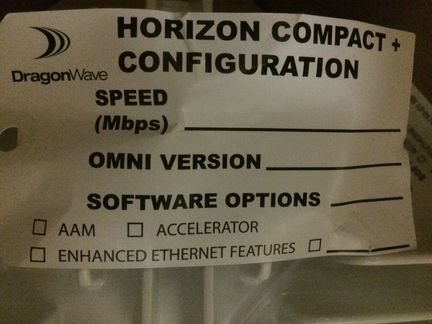 DragonWave
HORIZON COMPACT +
CONFIGURATION
SPEED
(Mbps)
OMNI VERSION
SOFTWARE OPTIONS
AAM ACCELERATOR
ENHANCED ETHERNET FEATURES